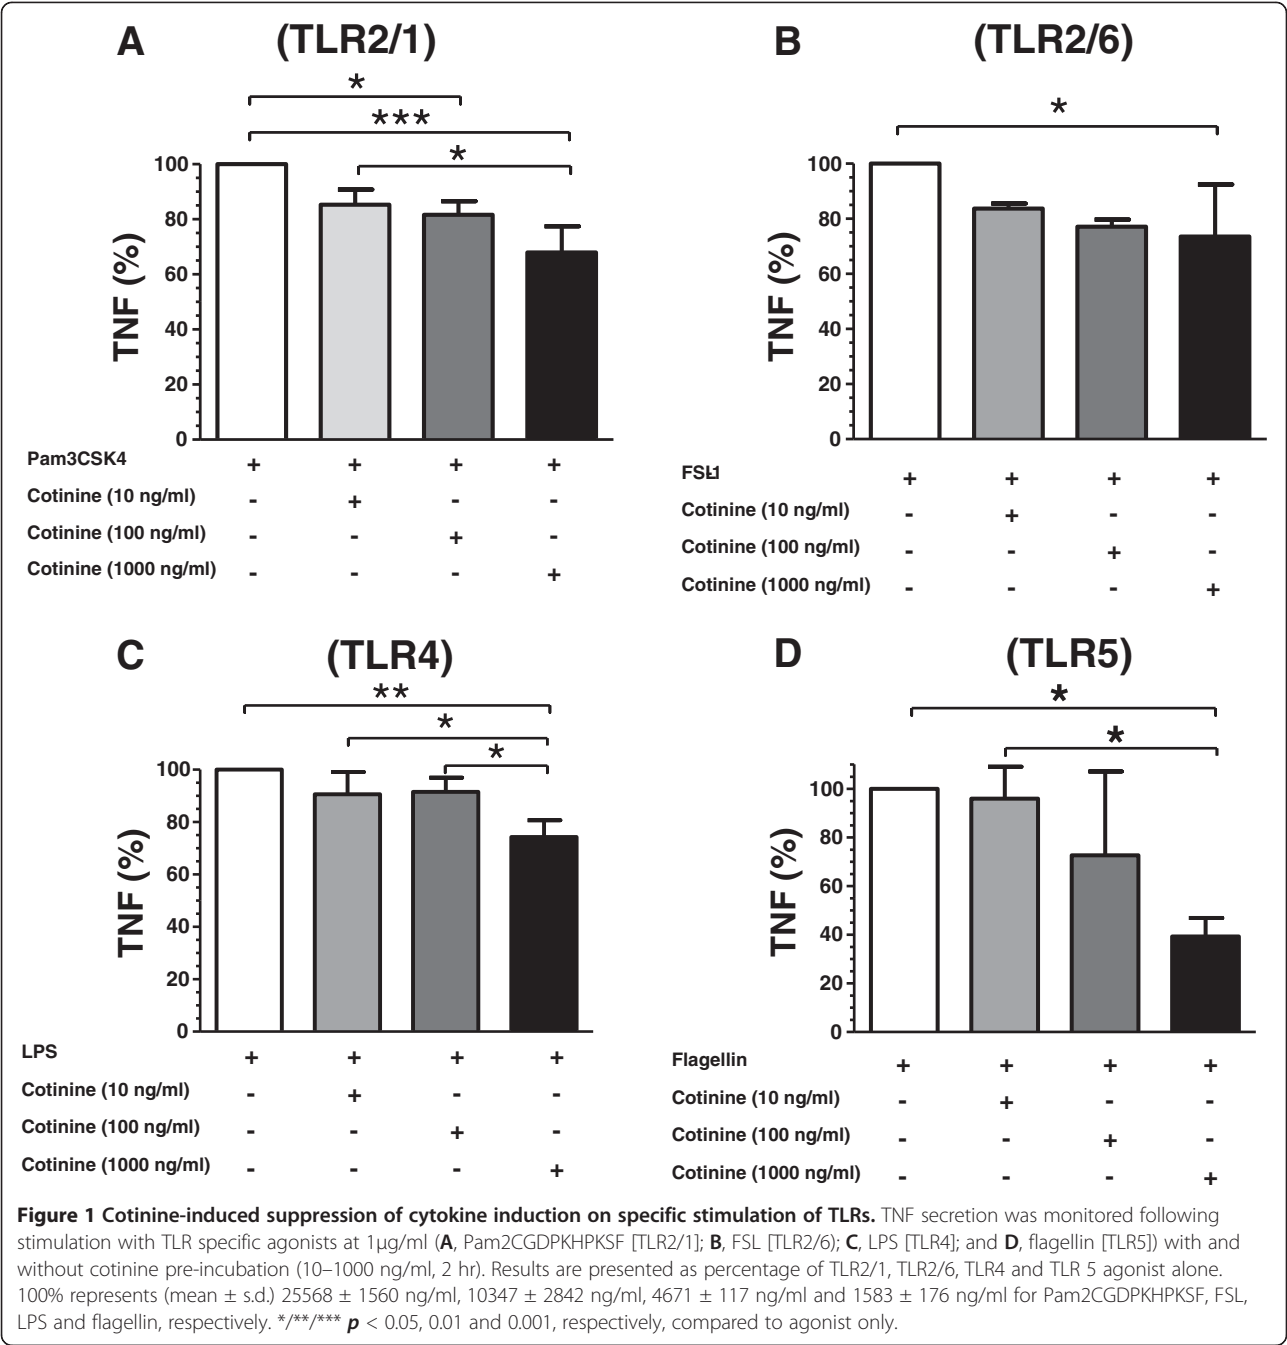 A (TLR2/1)
*
***
*
TNF (%)
100
80
60
40
20
0
Pam3CSK4 + + + +
Cotinine (10 ng/ml) - + - -
Cotinine (100 ng/ml) - - + -
Cotinine (1000 ng/ml) - - - +
B (TLR2/6)
*
TNF (%)
100
80
60
40
20
0
FSL-1 + + + +
Cotinine (10 ng/ml) - + - -
Cotinine (100 ng/ml) - - + -
Cotinine (1000 ng/ml) - - - +
C (TLR4)
**
*
*
TNF (%)
100
80
60
40
20
0
LPS + + + +
Cotinine (10 ng/ml) - + - -
Cotinine (100 ng/ml) - - + -
Cotinine (1000 ng/ml) - - - +
D (TLR5)
*
*
TNF (%)
100
80
60
40
20
0
Flagellin + + + +
Cotinine (10 ng/ml) - + - -
Cotinine (100 ng/ml) - - + -
Cotinine (1000 ng/ml) - - - +
Figure 1 Cotinine-induced suppression of cytokine induction on specific stimulation of TLRs. TNF secretion was monitored following
stimulation with TLR specific agonists at 1μg/ml (A, Pam2CGDPKHPKSF [TLR2/1]; B, FSL [TLR2/6); C, LPS [TLR4]; and D, flagellin [TLR5]) with and
without cotinine pre-incubation (10–1000 ng/ml, 2 hr). Results are presented as percentage of TLR2/1, TLR2/6, TLR4 and TLR 5 agonist alone.
100% represents (mean ± s.d.) 25568 ± 1560 ng/ml, 10347 ± 2842 ng/ml, 4671 ± 117 ng/ml and 1583 ± 176 ng/ml for Pam2CGDPKHPKSF, FSL,
LPS and flagellin, respectively. */**/*** p < 0.05, 0.01 and 0.001, respectively, compared to agonist only.